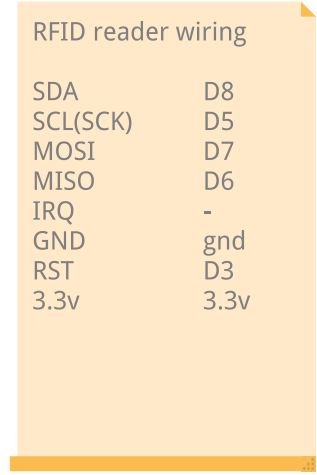 RFID reader wiring
SDA D8
SCL(SCK) D5
MOSI D7
MISO D6
IRQ -
GND gnd
RST D3
3.3v 3.3v